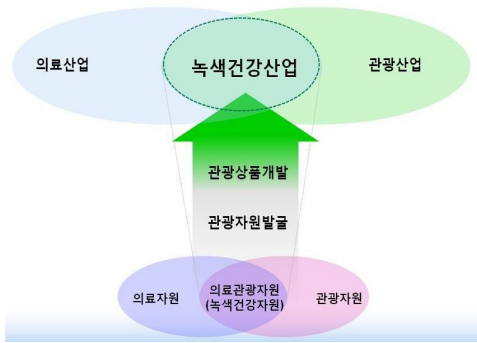 의료산업
녹색건강산업
관광산업
관광상품개발
관광자원발굴
의료자원
의료관광자원
(녹색건강자원)
관광자원